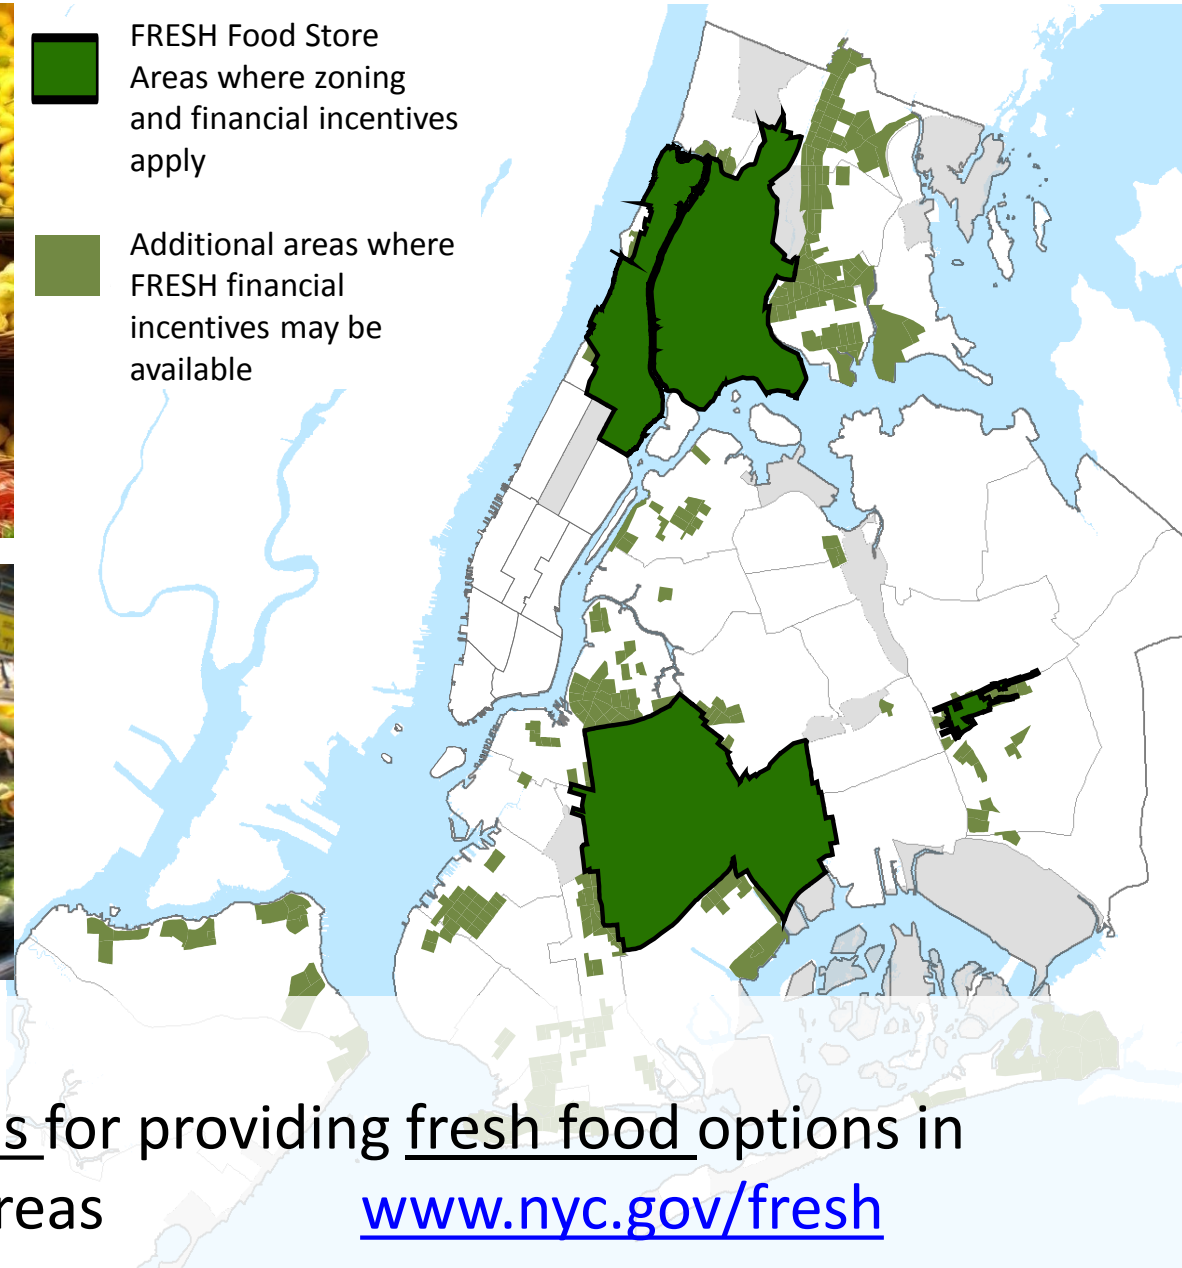 FRESH Food Store
Areas where zoning
and financial incentives
apply
Additional areas where
FRESH financial
incentives may be
available
s for providing fresh food options in
reas www.nyc.gov/fresh